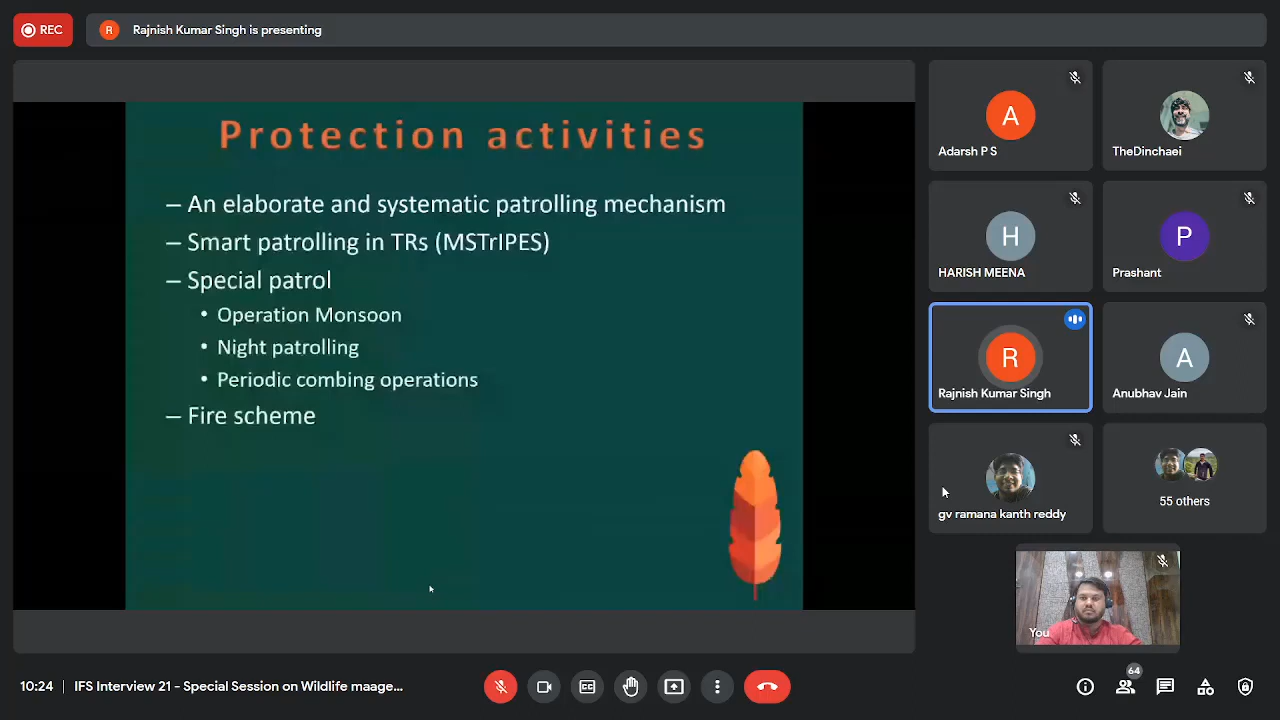 REC
R
Rajnish Kumar Singh is presenting
Protection activities
– An elaborate and systematic patrolling mechanism
– Smart patrolling in TRs (MSTrIPES)
– Special patrol
• Operation Monsoon
• Night patrolling
• Periodic combing operations
– Fire scheme
A
Adarsh P S
TheDinchaei
H
HARISH MEENA
P
Prashant
R
Rajnish Kumar Singh
A
Anubhav Jain
gv ramana kanth reddy
55 others
You
10:24 | IFS Interview 21 - Special Session on Wildlife maage...
64